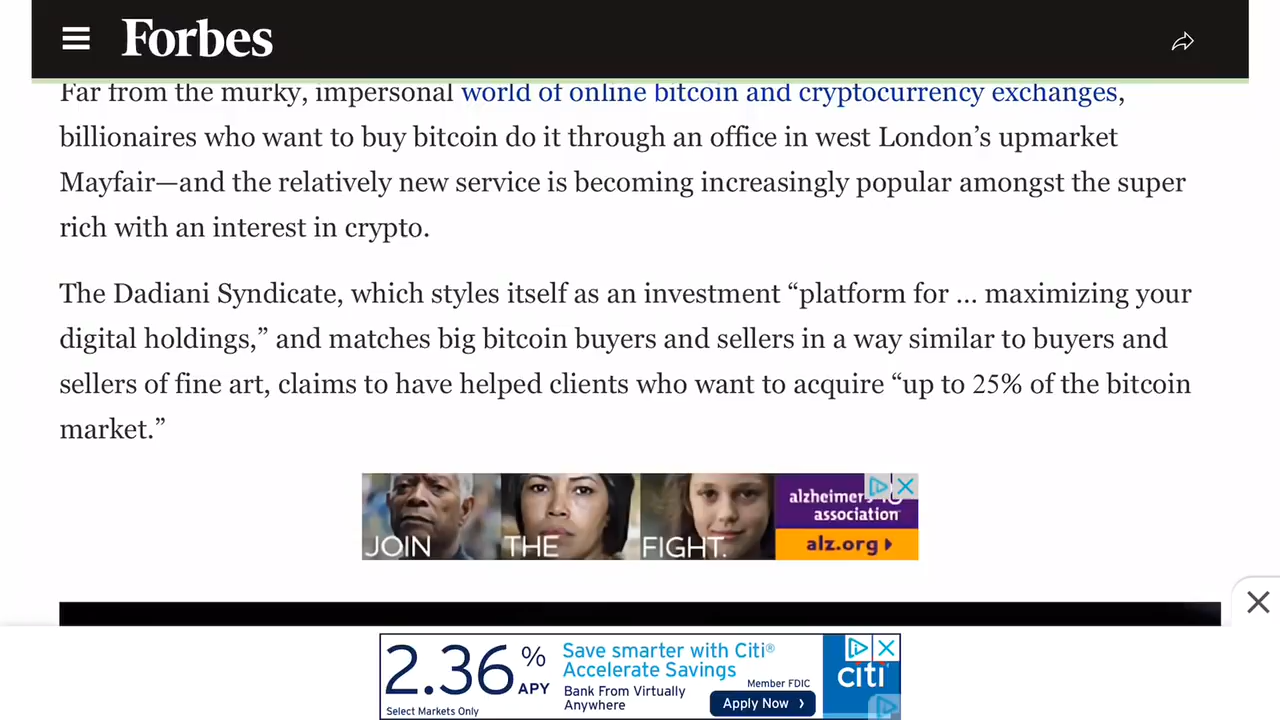 Forbes
Far from the murky, impersonal world of online bitcoin and cryptocurrency exchanges,
billionaires who want to buy bitcoin do it through an office in west London’s upmarket
Mayfair—and the relatively new service is becoming increasingly popular amongst the super
rich with an interest in crypto.
The Dadiani Syndicate, which styles itself as an investment “platform for ... maximizing your
digital holdings,” and matches big bitcoin buyers and sellers in a way similar to buyers and
sellers of fine art, claims to have helped clients who want to acquire “up to 25% of the bitcoin
market.”
JOIN THE FIGHT.
association
alz.org
2.36% APY
Select Markets Only
Save smarter with Citi®
Accelerate Savings
Bank From Virtually
Anywhere
Member FDIC
Apply Now
citi